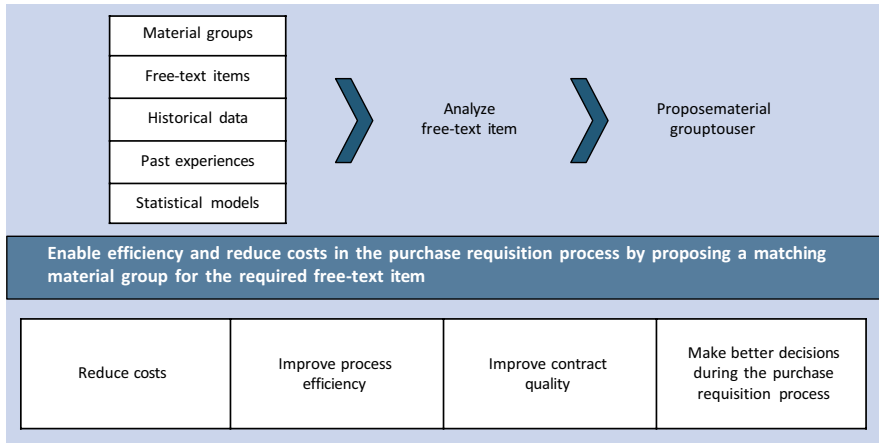 Material groups
Free-text items
Historical data
Past experiences
Statistical models
Analyze
free-text item
Proposematerial
grouptouser
Enable efficiency and reduce costs in the purchase requisition process by proposing a matching
material group for the required free-text item
Reduce costs
Improve process
efficiency
Improve contract
quality
Make better decisions
during the purchase
requisition process